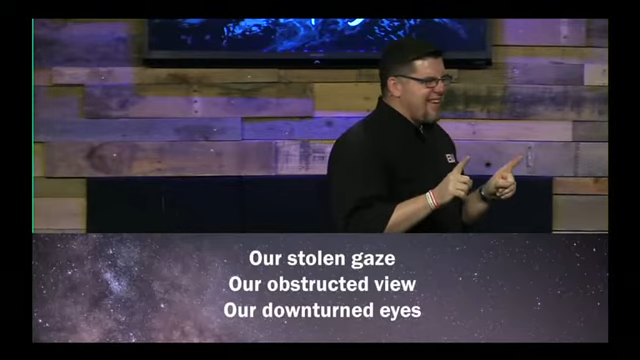 Our stolen gaze
Our obstructed view
Our downturned eyes